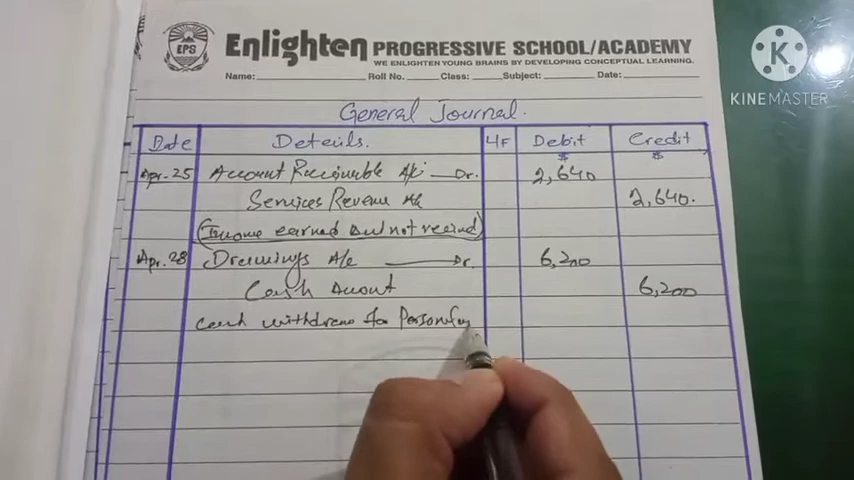 EPS
Enlighten PROGRESSIVE SCHOOL/ACADEMY
WE ENLIGHTEN YOUNG BRAINS BY DEVELOPING CONCEPTUAL LEARNING.
Name: Roll No. Class: Subject: Date:
General Journal.
Date Details. Debit Credit
$ $
Apr.25 Account Receivable A/c Dr. 2,640
Services Revenue A/c 2,640.
(Income earned but not received)
Apr.28 Drawings A/c Dr. 6,200
Cash Account 6,200
Cash withdrew for Personal
K
KINEMASTER